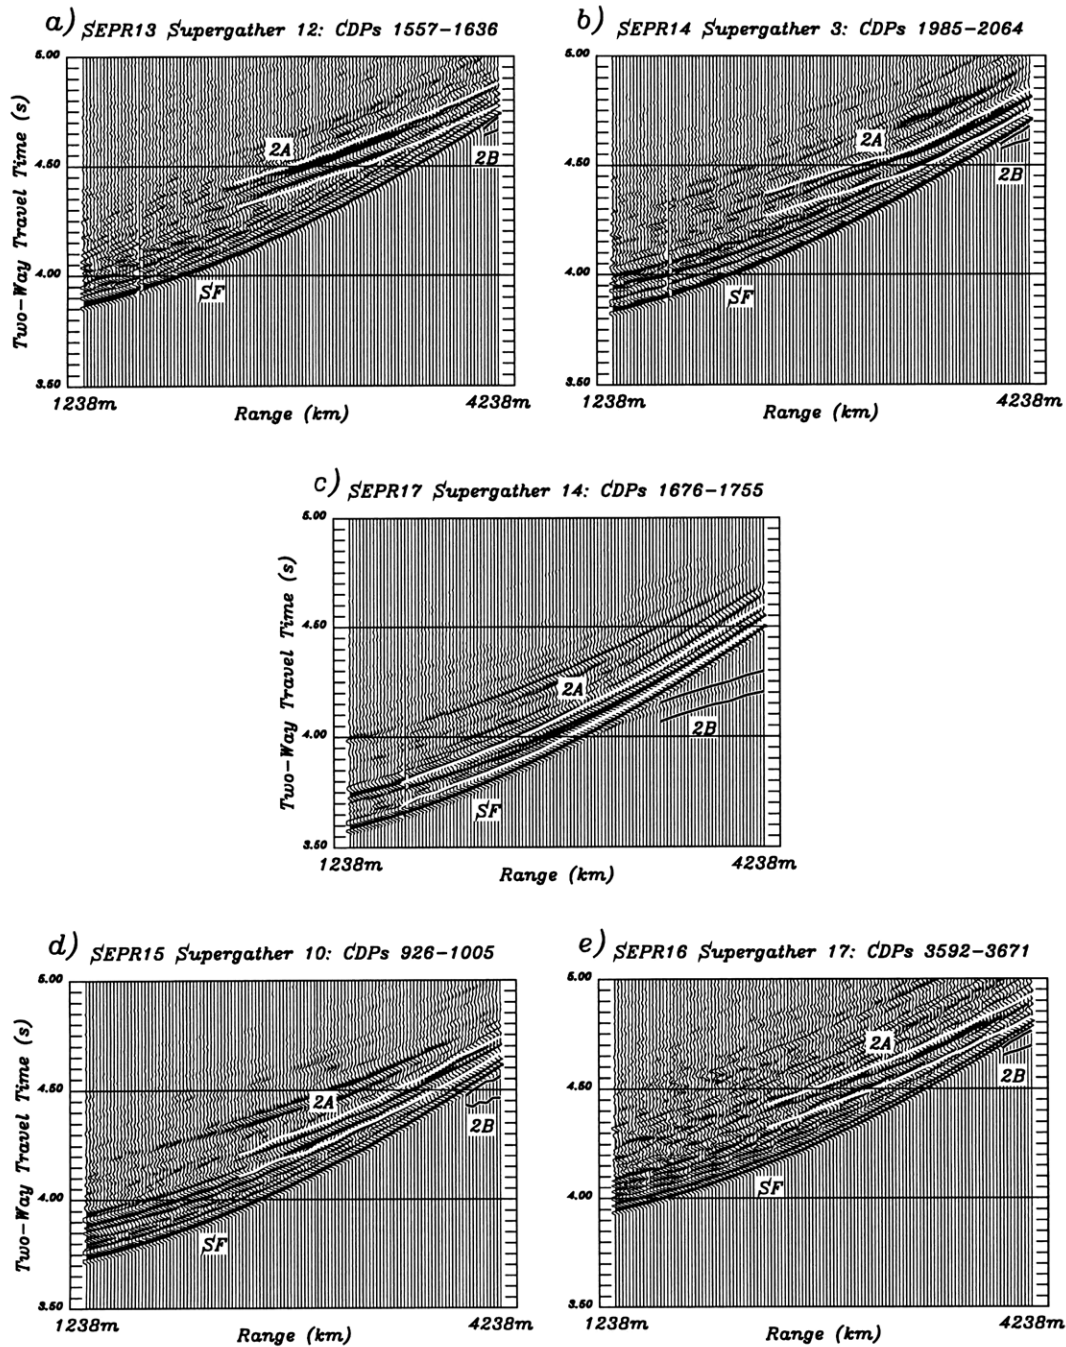 a) SEPR13 Supergather 12: CDPs 1557-1636
5.00
4.50
4.00
3.50
Two-Way Travel Time (s)
2A
2B
SF
1238m
4238m
Range (km)
b) SEPR14 Supergather 3: CDPs 1985-2064
5.00
4.50
4.00
3.50
2A
2B
SF
1238m
4238m
Range (km)
c) SEPR17 Supergather 14: CDPs 1676-1755
5.00
4.50
4.00
3.50
Two-Way Travel Time (s)
2A
2B
SF
1238m
4238m
Range (km)
d) SEPR15 Supergather 10: CDPs 926-1005
5.00
4.50
4.00
3.50
Two-Way Travel Time (s)
2A
2B
SF
1238m
4238m
Range (km)
e) SEPR16 Supergather 17: CDPs 3592-3671
5.00
4.50
4.00
3.50
2A
2B
SF
1238m
4238m
Range (km)